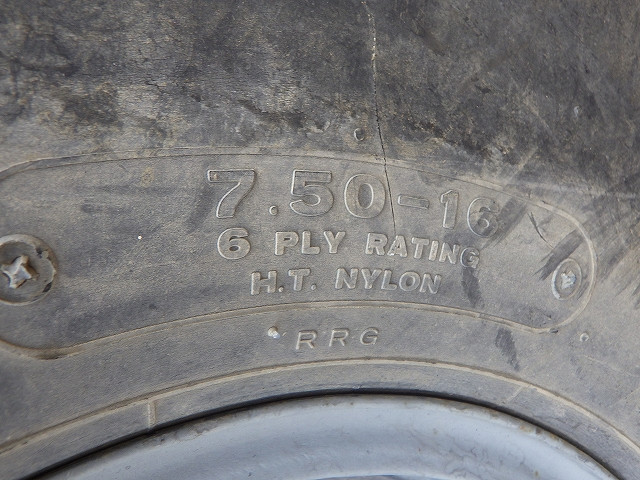 7.50-16
6 PLY RATING
H.T. NYLON
RRG